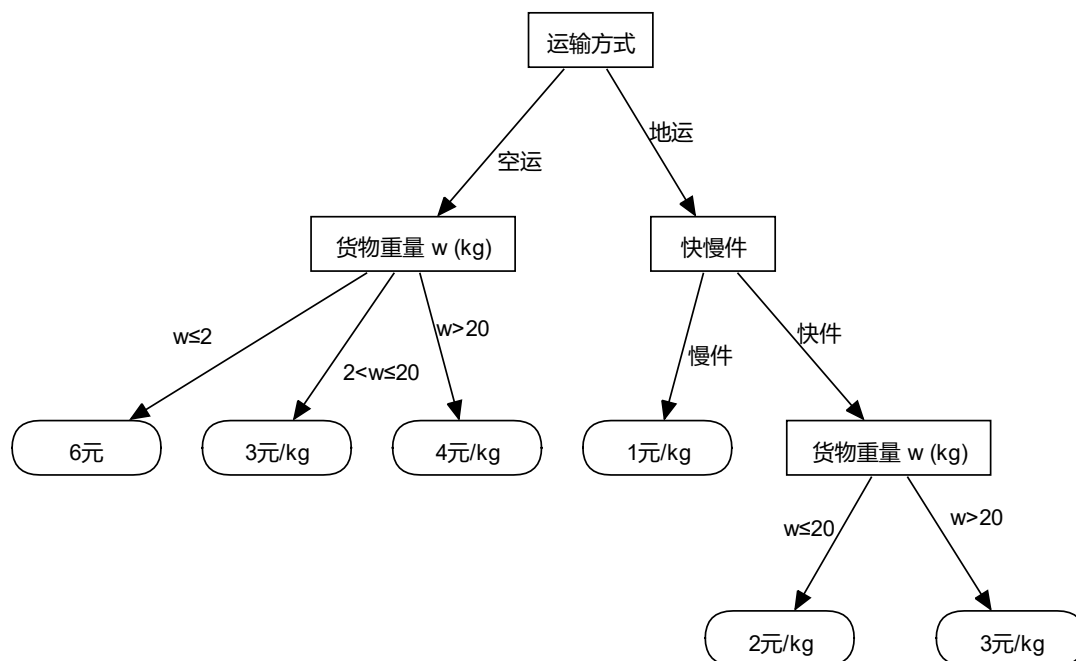 运输方式
空运
地运
货物重量 w (kg)
快慢件
w≤2
2<w≤20
w>20
慢件
快件
6元
3元/kg
4元/kg
1元/kg
货物重量 w (kg)
w≤20
w>20
2元/kg
3元/kg